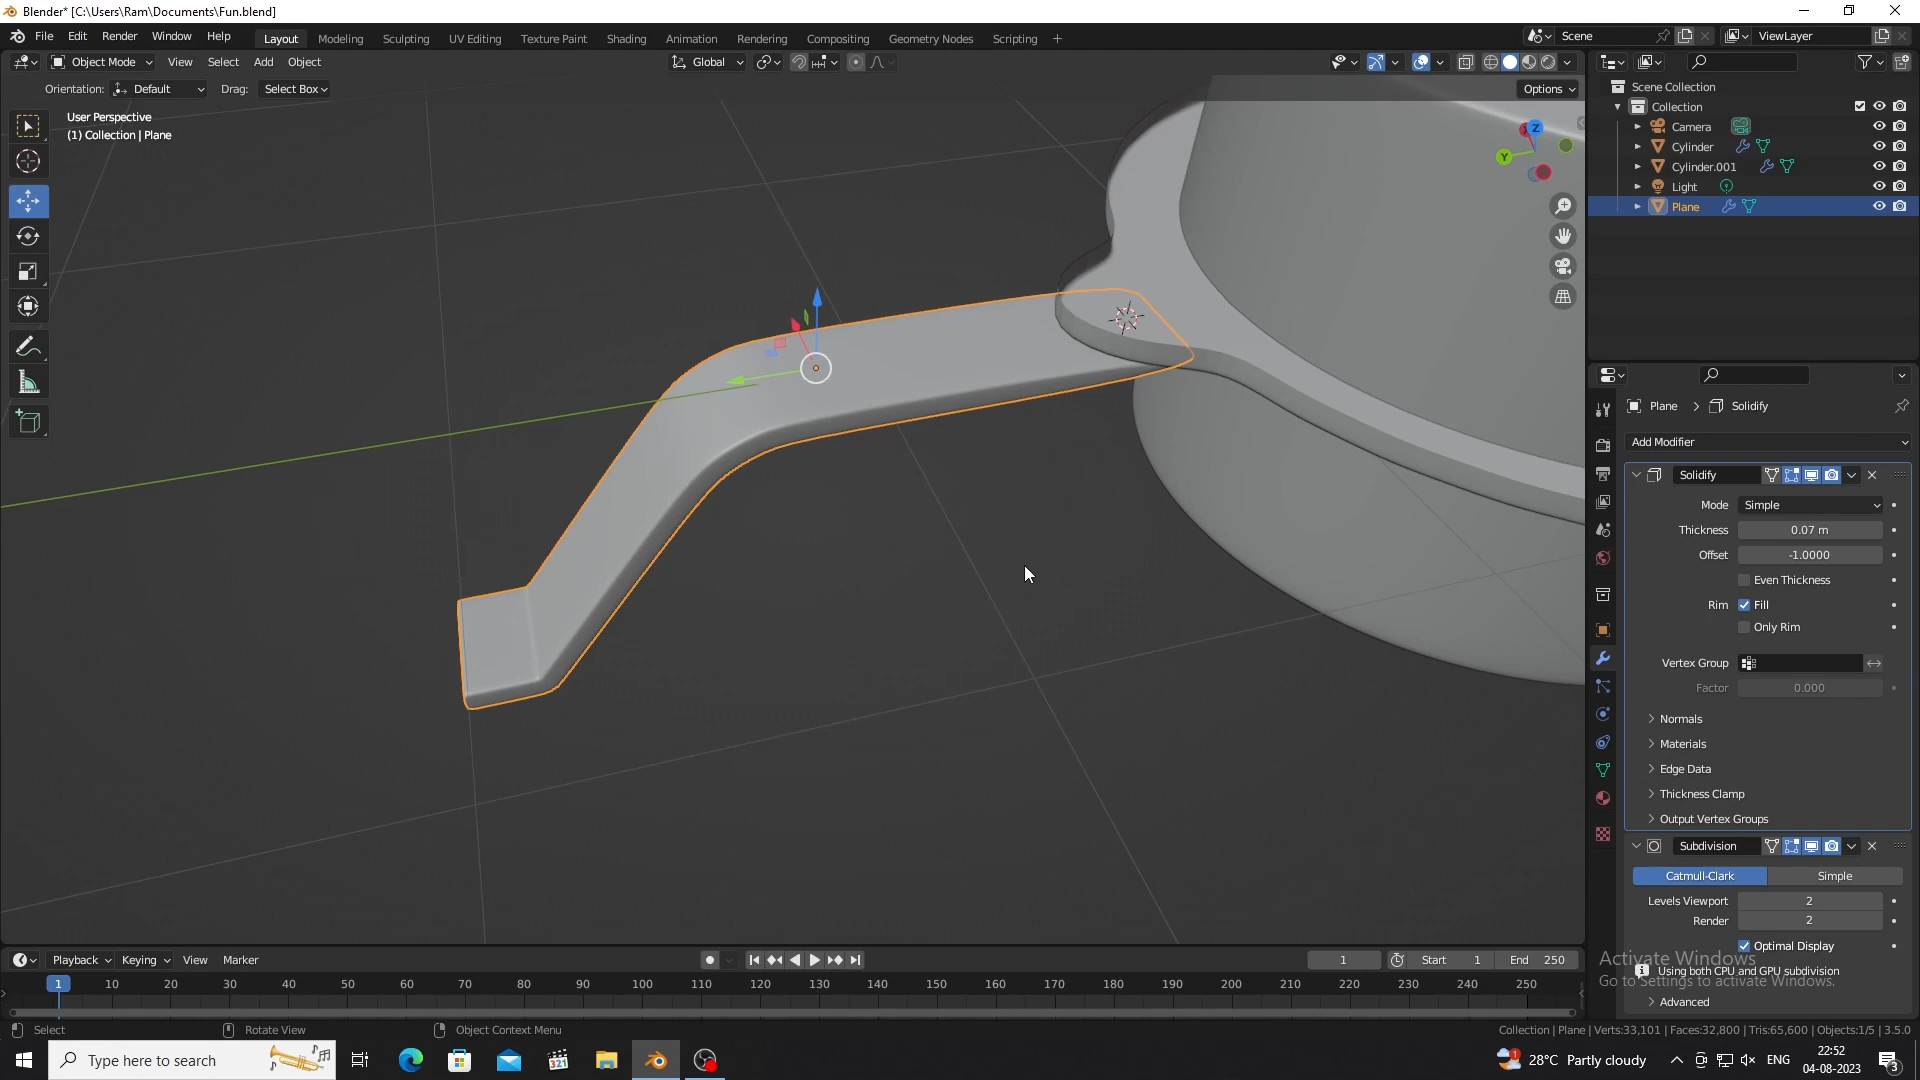 Blender* [C:\Users\Ram\Documents\Fun.blend]
File Edit Render Window Help Layout Modeling Sculpting UV Editing Texture Paint Shading Animation Rendering Compositing Geometry Nodes Scripting + Scene ViewLayer
Object Mode View Select Add Object Global
Orientation: Default Drag: Select Box Options
User Perspective
(1) Collection | Plane
Z
Y
Scene Collection
Collection
Camera
Cylinder
Cylinder.001
Light
Plane
Plane > Solidify
Add Modifier
Solidify
Mode Simple
Thickness 0.07 m
Offset -1.0000
Even Thickness
Rim Fill
Only Rim
Vertex Group
Factor 0.000
Normals
Materials
Edge Data
Thickness Clamp
Output Vertex Groups
Subdivision
Catmull-Clark Simple
Levels Viewport 2
Render 2
Optimal Display
Using both CPU and GPU subdivision
Advanced
Activate Windows
Go to Settings to activate Windows.
Playback Keying View Marker 1 Start 1 End 250
1 10 20 30 40 50 60 70 80 90 100 110 120 130 140 150 160 170 180 190 200 210 220 230 240 250
Select Rotate View Object Context Menu Collection | Plane | Verts:33,101 | Faces:32,800 | Tris:65,600 | Objects:1/5 | 3.5.0
Type here to search
321
1
28°C Partly cloudy
ENG
22:52
04-08-2023
3